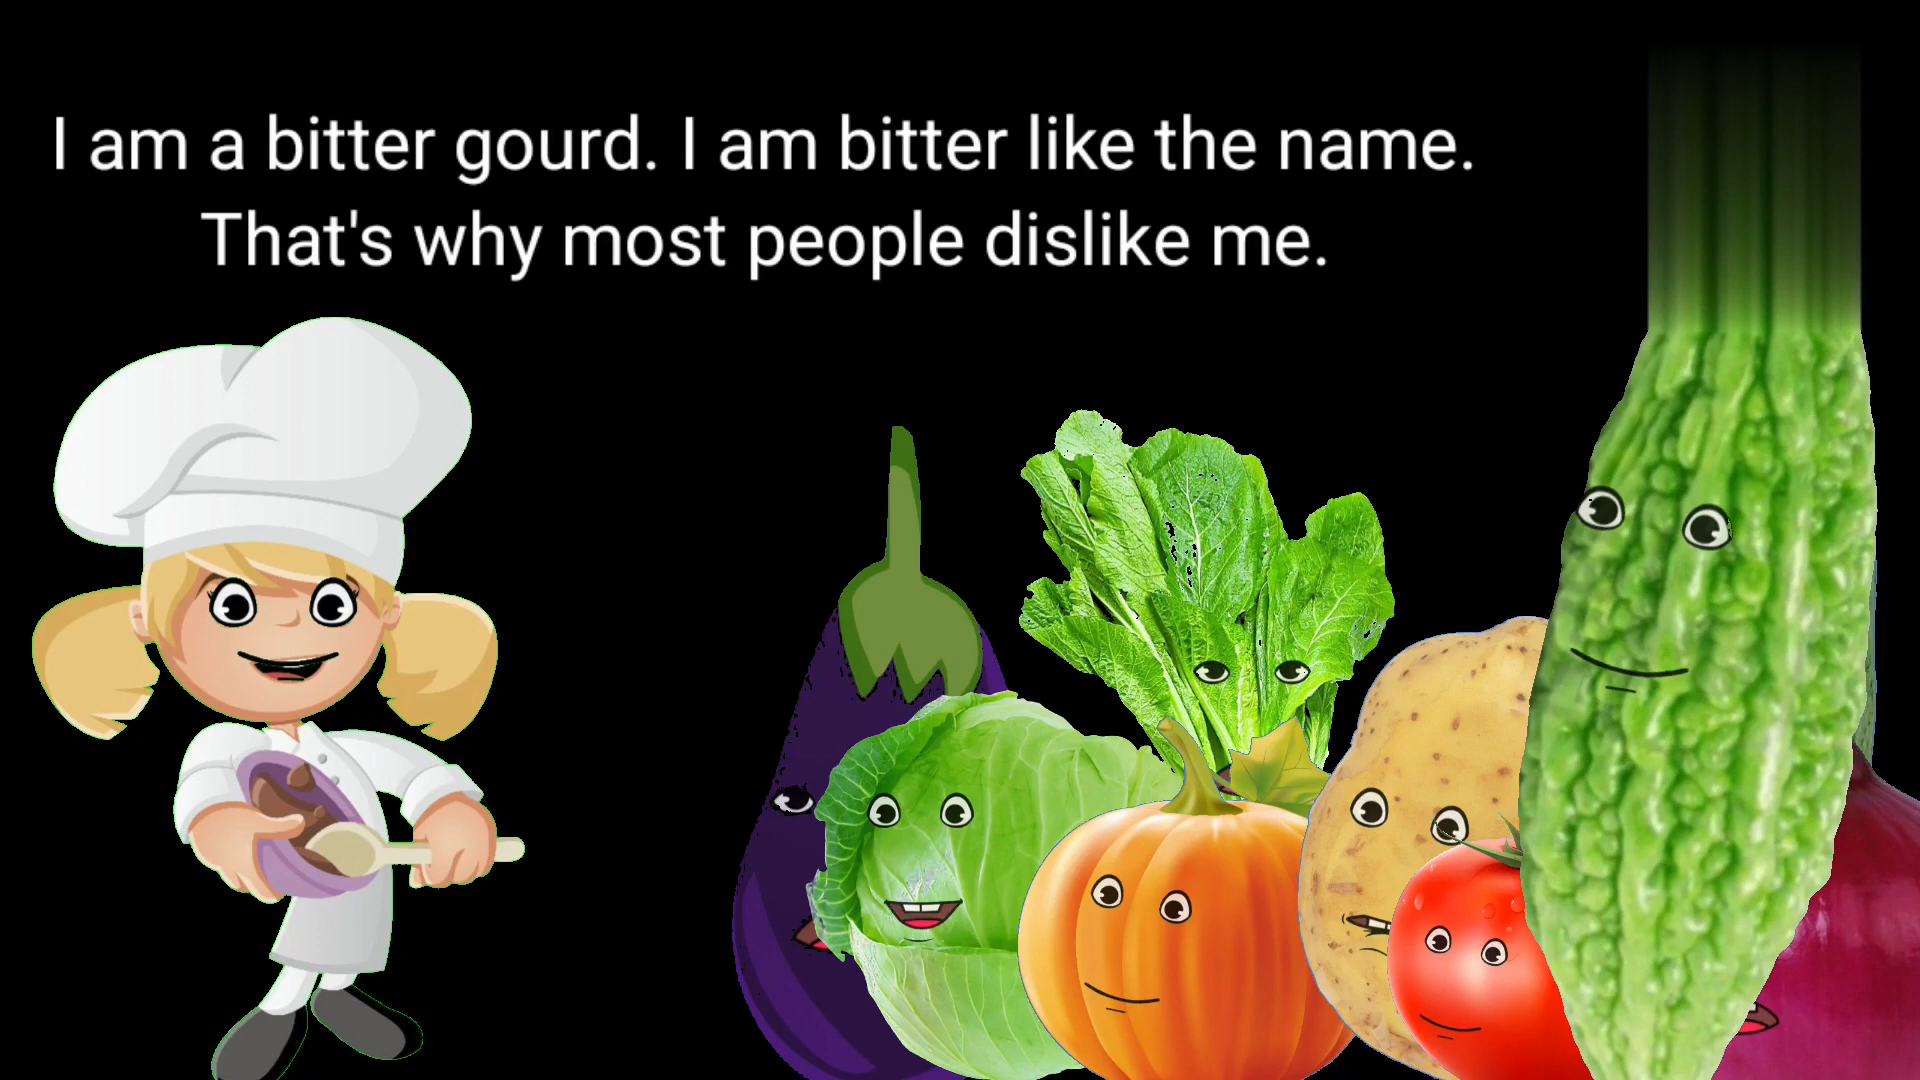 I am a bitter gourd. I am bitter like the name.
That's why most people dislike me.